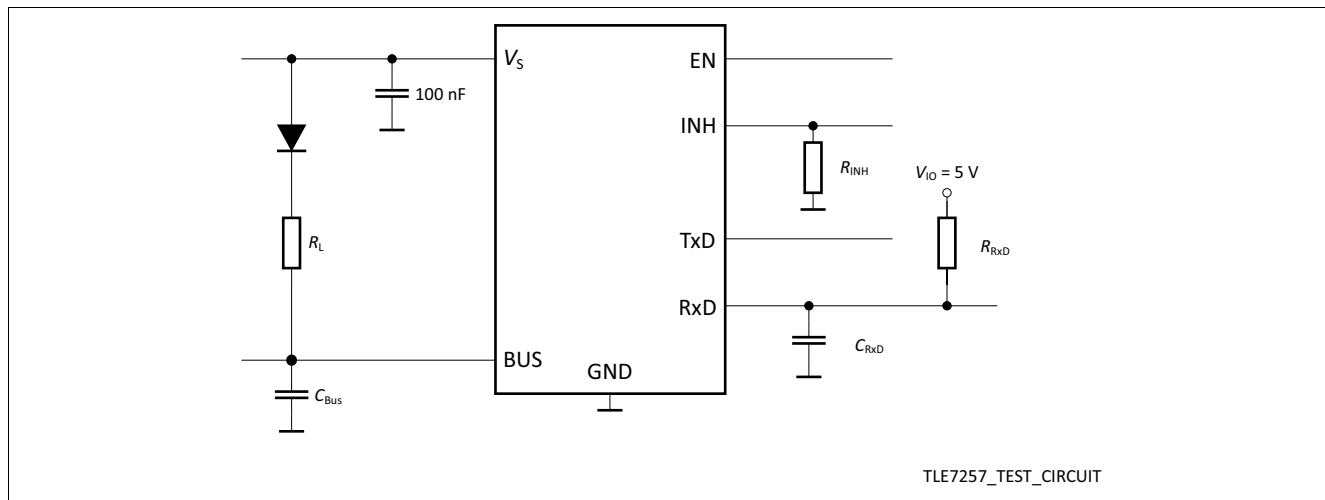 VS
EN
100 nF
INH
RINH
VIO = 5 V
RL
TxD
RRxD
RxD
CRxD
BUS
GND
CBus
TLE7257_TEST_CIRCUIT